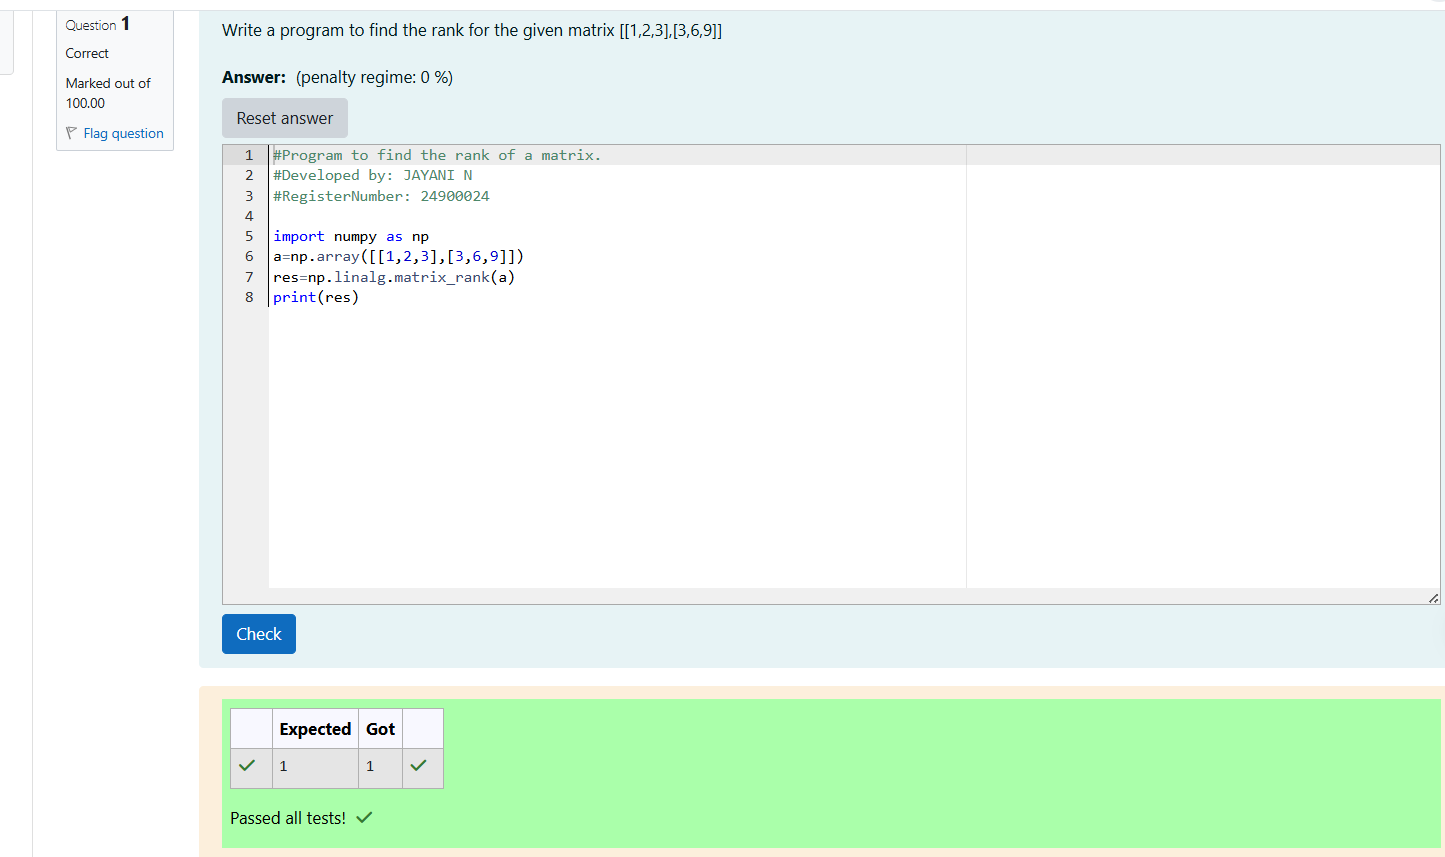 Question 1
Correct
Marked out of
100.00
Flag question
Write a program to find the rank for the given matrix [[1,2,3],[3,6,9]]
Answer: (penalty regime: 0 %)
Reset answer
1 #Program to find the rank of a matrix.
2 #Developed by: JAYANI N
3 #RegisterNumber: 24900024
4
5 import numpy as np
6 a=np.array([[1,2,3],[3,6,9]])
7 res=np.linalg.matrix_rank(a)
8 print(res)
Check
Expected Got
1 1
Passed all tests!